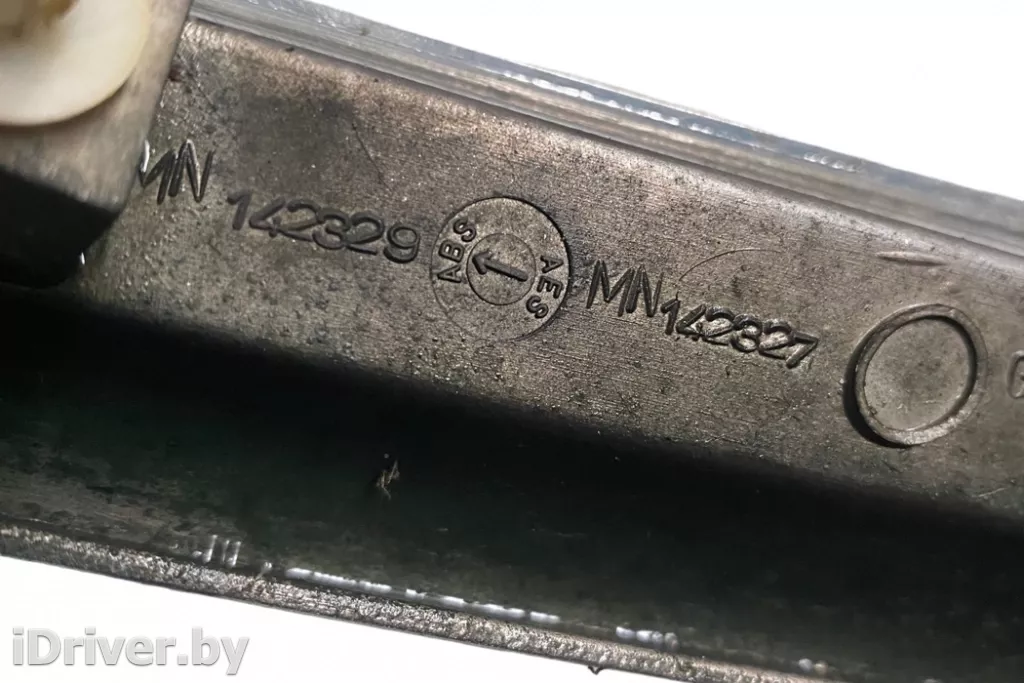 MN 142329
ABS
AES
MN142327
iDriver.by